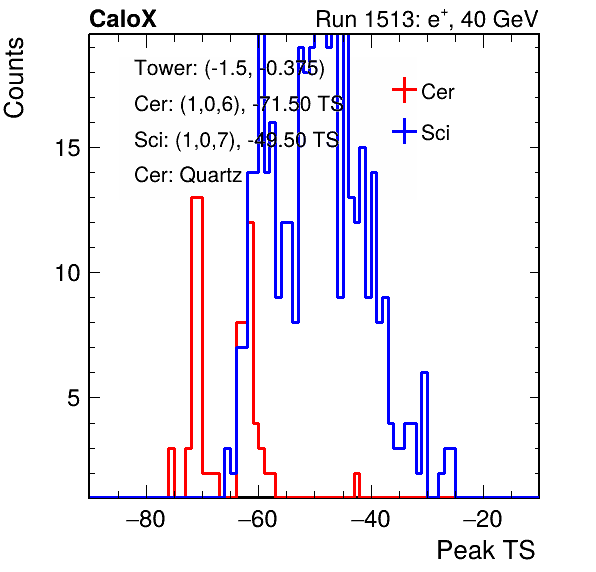 CaloX Run 1513: e⁺, 40 GeV
Counts
Tower: (-1.5, -0.375)
Cer: (1,0,6), -71.50 TS
Sci: (1,0,7), -49.50 TS
Cer: Quartz
Cer
Sci
15
10
5
−80 −60 −40 −20
Peak TS